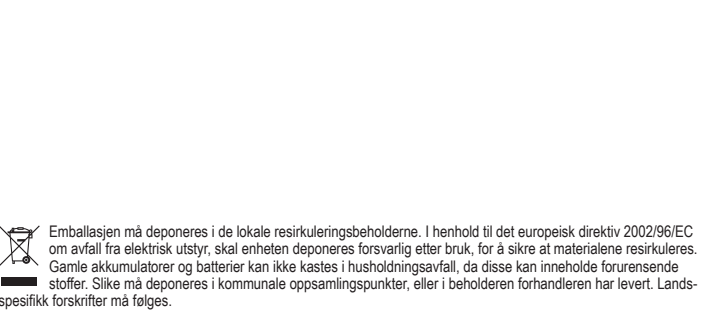 Emballasjen må deponeres i de lokale resirkuleringsbeholderne. I henhold til det europeisk direktiv 2002/96/EC
om avfall fra elektrisk utstyr, skal enheten deponeres forsvarlig etter bruk, for å sikre at materialene resirkuleres.
Gamle akkumulatorer og batterier kan ikke kastes i husholdningsavfall, da disse kan inneholde forurensende
stoffer. Slike må deponeres i kommunale oppsamlingspunkter, eller i beholderen forhandleren har levert. Lands-
spesifikk forskrifter må følges.